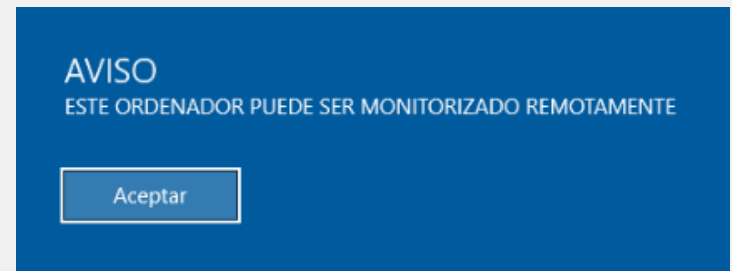 AVISO
ESTE ORDENADOR PUEDE SER MONITORIZADO REMOTAMENTE
Aceptar